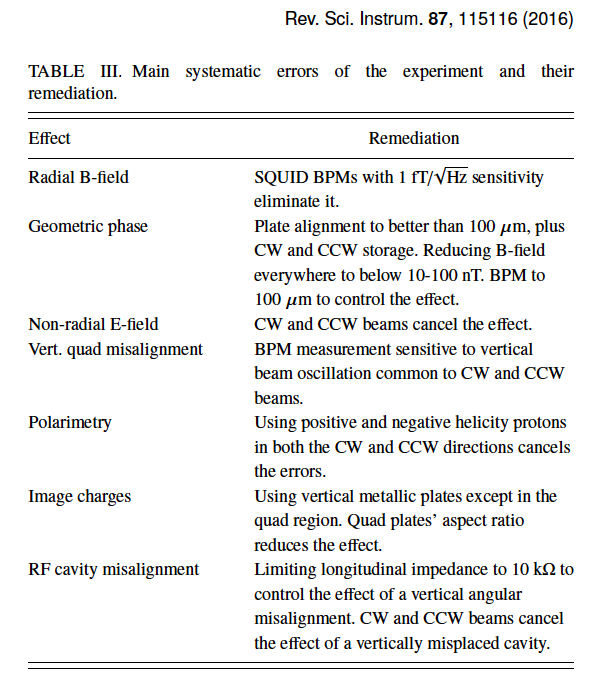 Rev. Sci. Instrum. 87, 115116 (2016)
TABLE III. Main systematic errors of the experiment and their
remediation.
Effect Remediation
Radial B-field SQUID BPMs with 1 fT/√Hz sensitivity
eliminate it.
Geometric phase Plate alignment to better than 100 μm, plus
CW and CCW storage. Reducing B-field
everywhere to below 10-100 nT. BPM to
100 μm to control the effect.
Non-radial E-field CW and CCW beams cancel the effect.
Vert. quad misalignment BPM measurement sensitive to vertical
beam oscillation common to CW and CCW
beams.
Polarimetry Using positive and negative helicity protons
in both the CW and CCW directions cancels
the errors.
Image charges Using vertical metallic plates except in the
quad region. Quad plates’ aspect ratio
reduces the effect.
RF cavity misalignment Limiting longitudinal impedance to 10 kΩ to
control the effect of a vertical angular
misalignment. CW and CCW beams cancel
the effect of a vertically misplaced cavity.